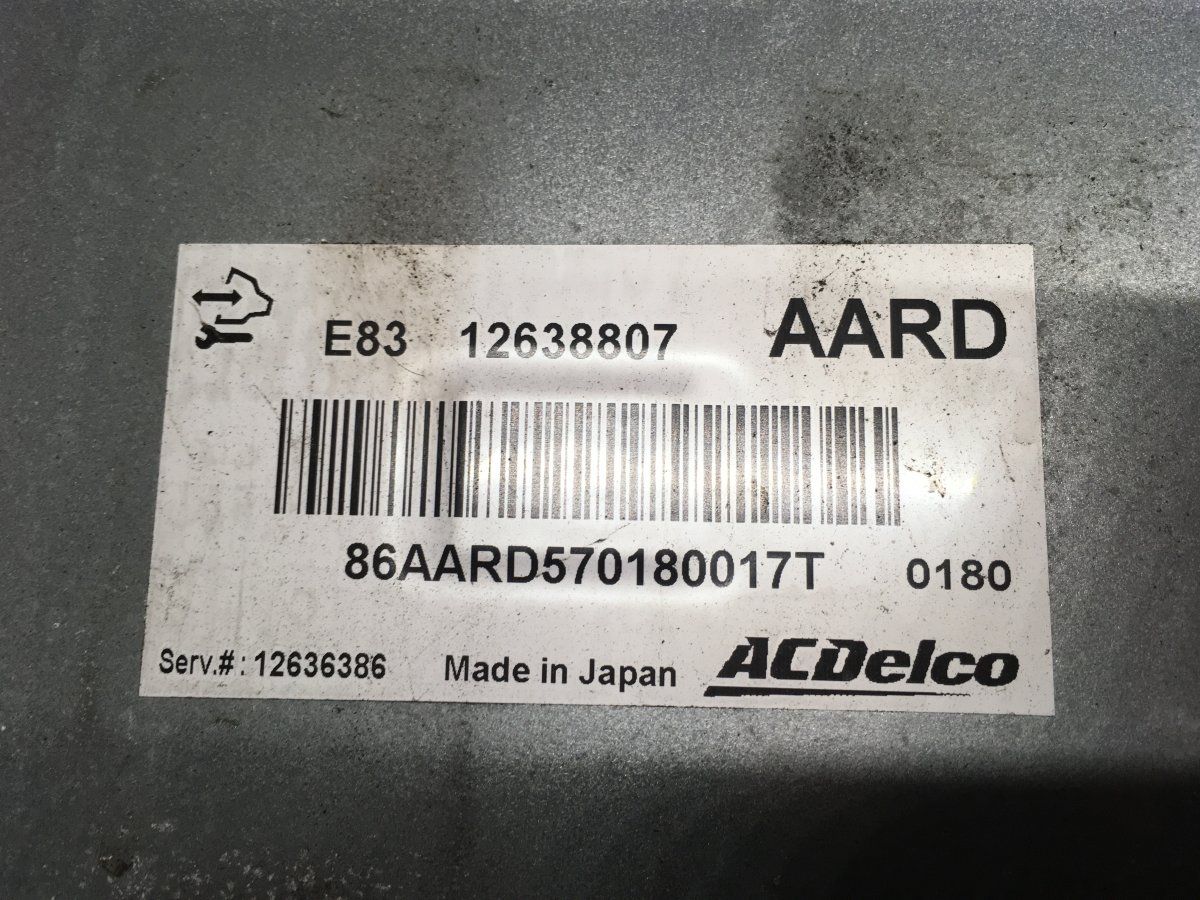 E83 12638807 AARD
86AARD570180017T 0180
Serv.#: 12636386 Made in Japan ACDelco